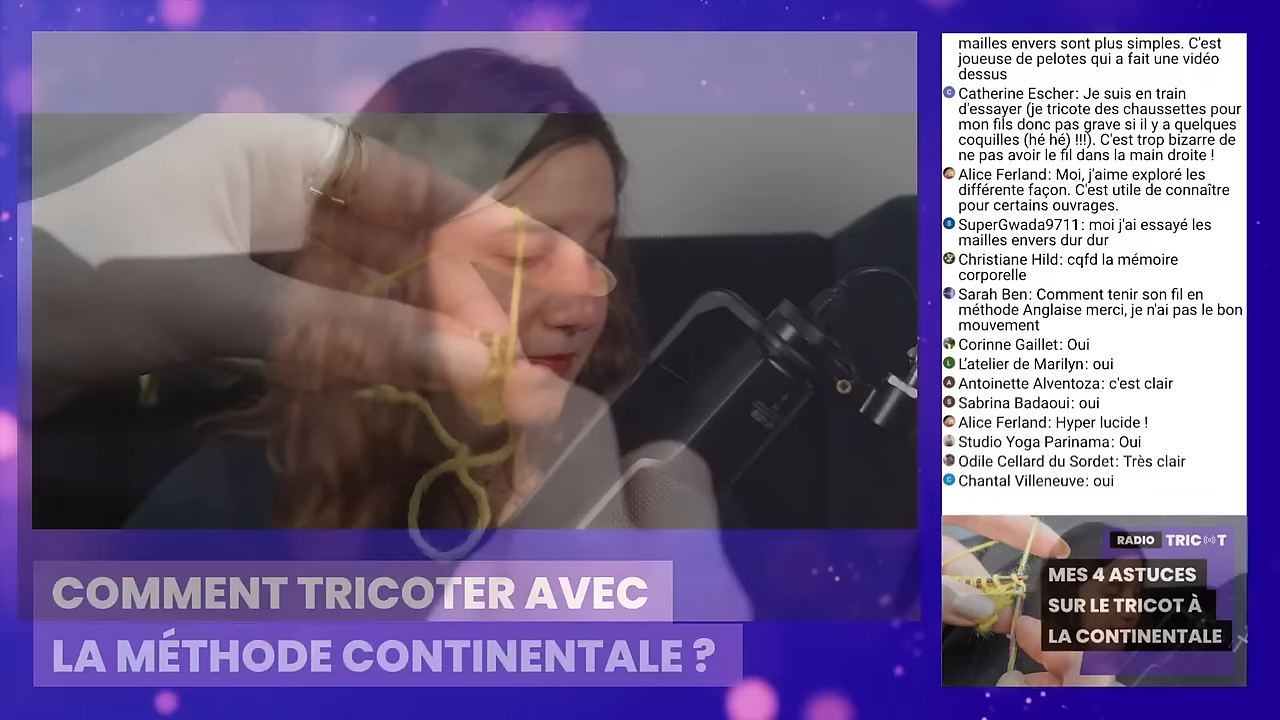 COMMENT TRICOTER AVEC
LA MÉTHODE CONTINENTALE ?
mailles envers sont plus simples. C'est
joueuse de pelotes qui a fait une vidéo
dessus
Catherine Escher: Je suis en train
d'essayer (je tricote des chaussettes pour
mon fils donc pas grave si il y a quelques
coquilles (hé hé) !!!). C'est trop bizarre de
ne pas avoir le fil dans la main droite !
Alice Ferland: Moi, j'aime exploré les
différente façon. C'est utile de connaître
pour certains ouvrages.
SuperGwada9711: moi j'ai essayé les
mailles envers dur dur
Christiane Hild: cqfd la mémoire
corporelle
Sarah Ben: Comment tenir son fil en
méthode Anglaise merci, je n'ai pas le bon
mouvement
Corinne Gaillet: Oui
L'atelier de Marilyn: oui
Antoinette Alventoza: c'est clair
Sabrina Badaoui: oui
Alice Ferland: Hyper lucide !
Studio Yoga Parinama: Oui
Odile Cellard du Sordet: Très clair
Chantal Villeneuve: oui
RADIO TRICOT
MES 4 ASTUCES
SUR LE TRICOT À
LA CONTINENTALE